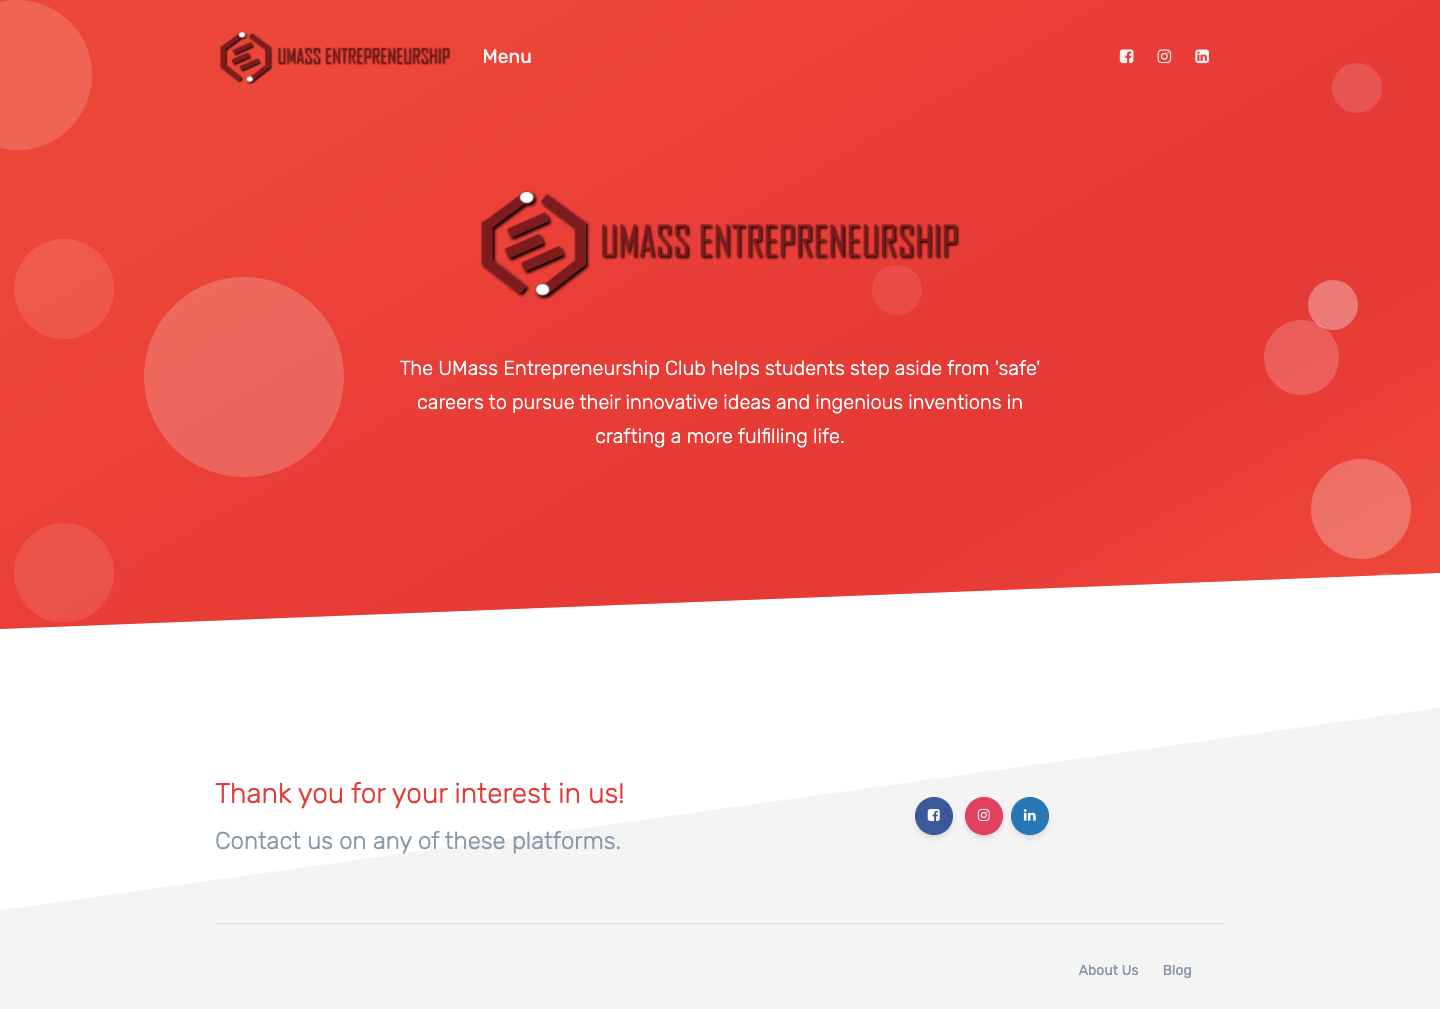 UMASS ENTREPRENEURSHIP
Menu
UMASS ENTREPRENEURSHIP
The UMass Entrepreneurship Club helps students step aside from 'safe'
careers to pursue their innovative ideas and ingenious inventions in
crafting a more fulfilling life.
Thank you for your interest in us!
Contact us on any of these platforms.
About Us
Blog